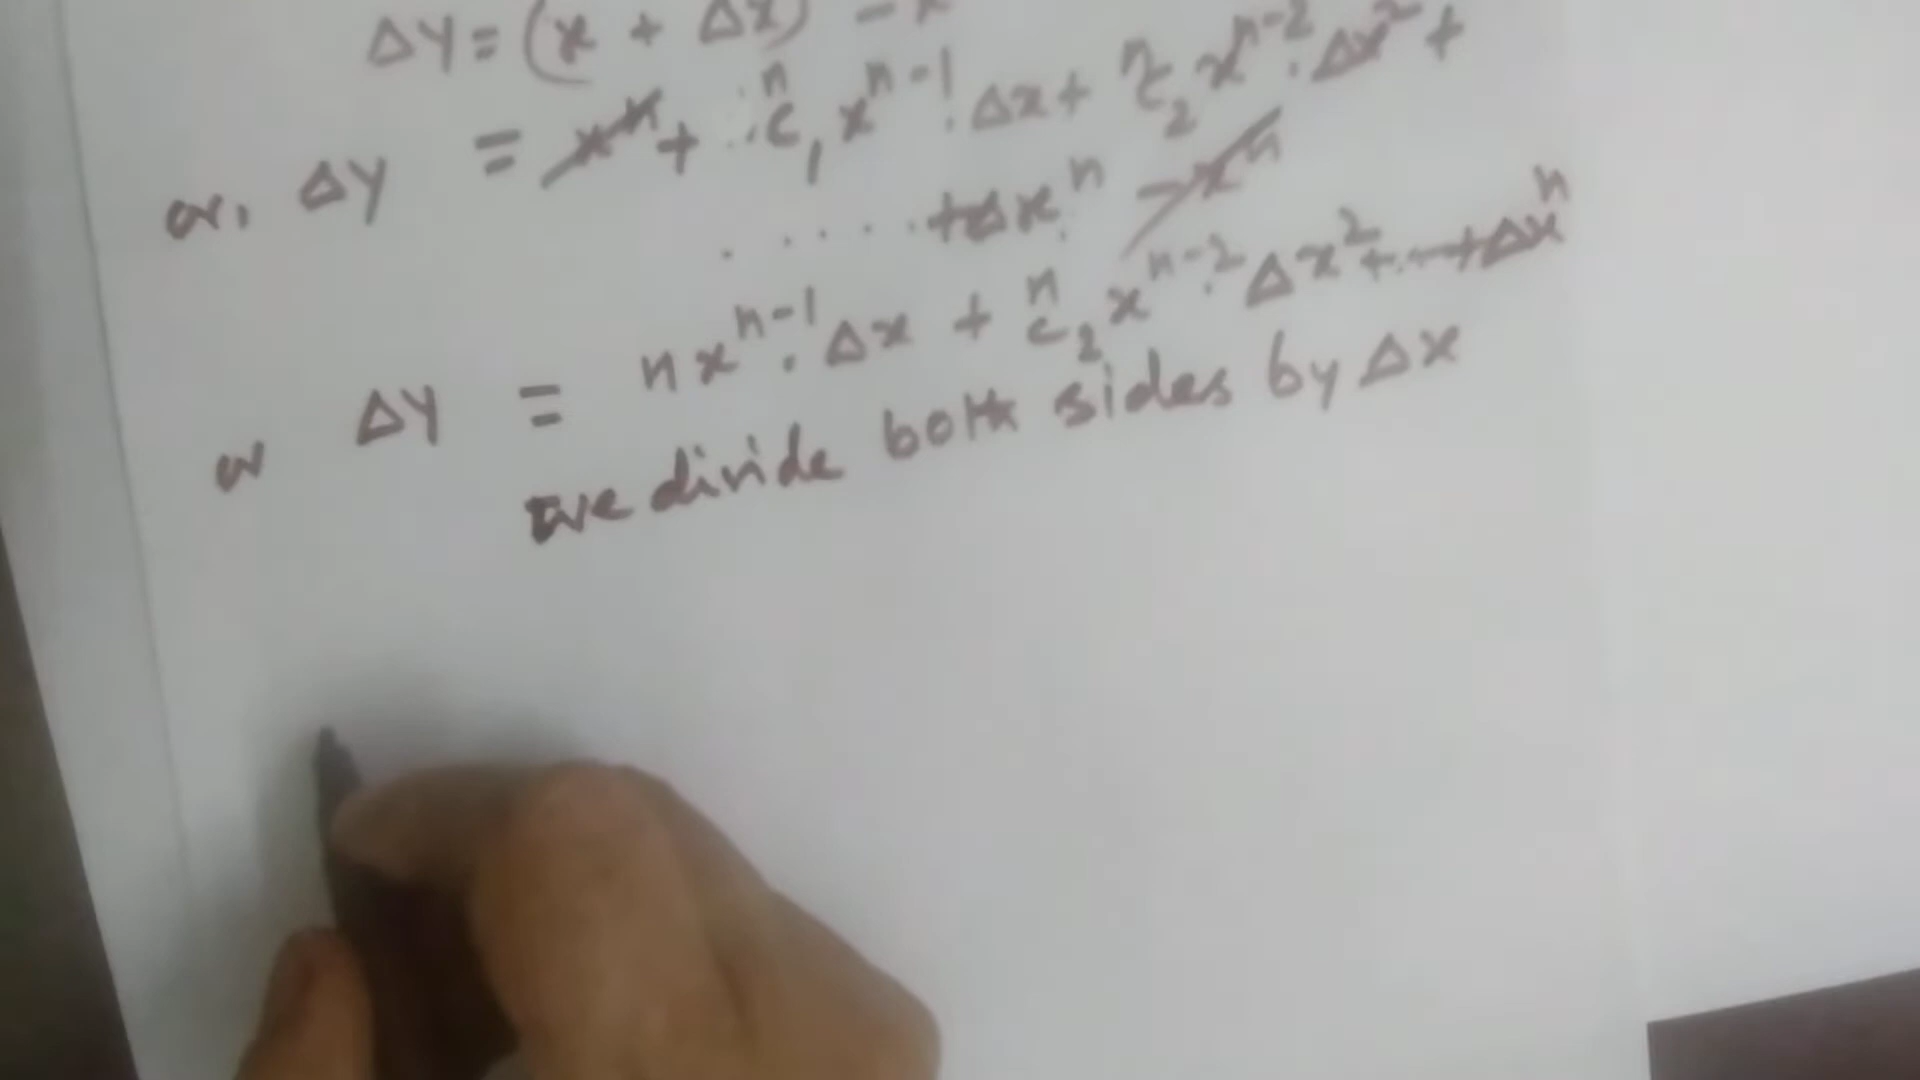 ΔY = (x + Δx) - x
or, ΔY = xⁿ + ⁿc₁ xⁿ⁻¹. Δx + ⁿc₂ xⁿ⁻². Δx² +
. . . . . . + Δxⁿ - xⁿ
or ΔY = nxⁿ⁻¹. Δx + ⁿc₂ xⁿ⁻². Δx² + ... + Δxⁿ
we divide both sides by Δx